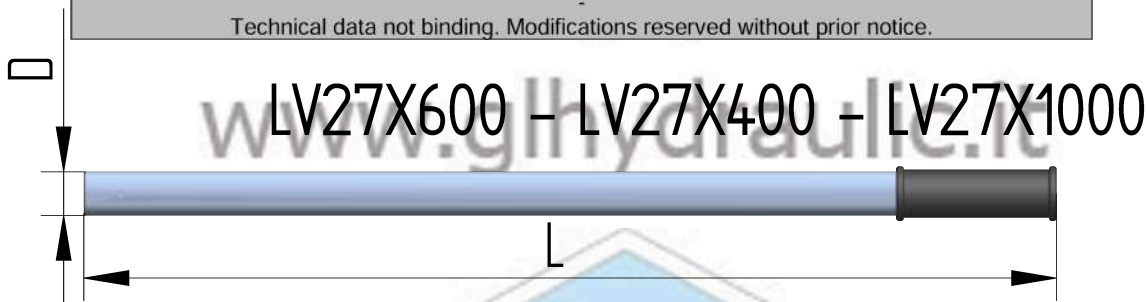 -
Technical data not binding. Modifications reserved without prior notice.
D
LV27X600 - LV27X400 - LV27X1000
www.glhydraulic.it
L